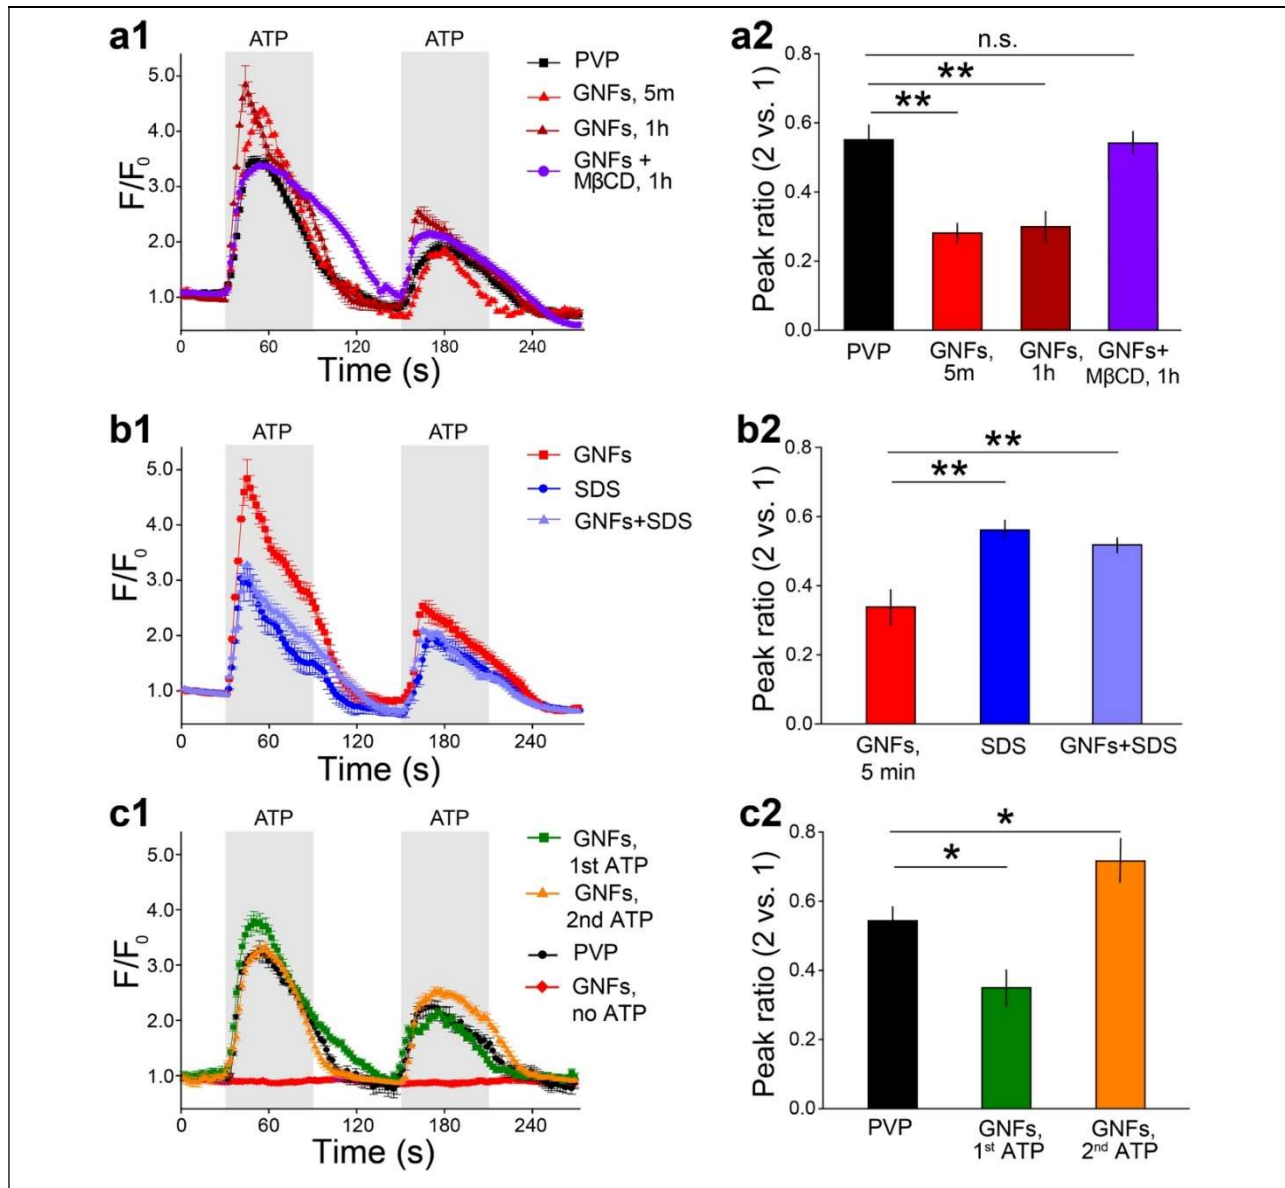 a1
ATP
ATP
F/F0
5.0
4.0
3.0
2.0
1.0
0
60
120
180
240
Time (s)
PVP
GNFs, 5m
GNFs, 1h
GNFs +
MβCD, 1h
a2
Peak ratio (2 vs. 1)
0.8
0.6
0.4
0.2
0.0
n.s.
**
**
PVP
GNFs,
5m
GNFs,
1h
GNFs+
MβCD, 1h
b1
ATP
ATP
F/F0
5.0
4.0
3.0
2.0
1.0
0
60
120
180
240
Time (s)
GNFs
SDS
GNFs+SDS
b2
Peak ratio (2 vs. 1)
0.8
0.6
0.4
0.2
0.0
**
**
GNFs,
5 min
SDS
GNFs+SDS
c1
ATP
ATP
F/F0
5.0
4.0
3.0
2.0
1.0
0
60
120
180
240
Time (s)
GNFs,
1st ATP
GNFs,
2nd ATP
PVP
GNFs,
no ATP
c2
Peak ratio (2 vs. 1)
0.8
0.6
0.4
0.2
0.0
*
*
PVP
GNFs,
1st ATP
GNFs,
2nd ATP